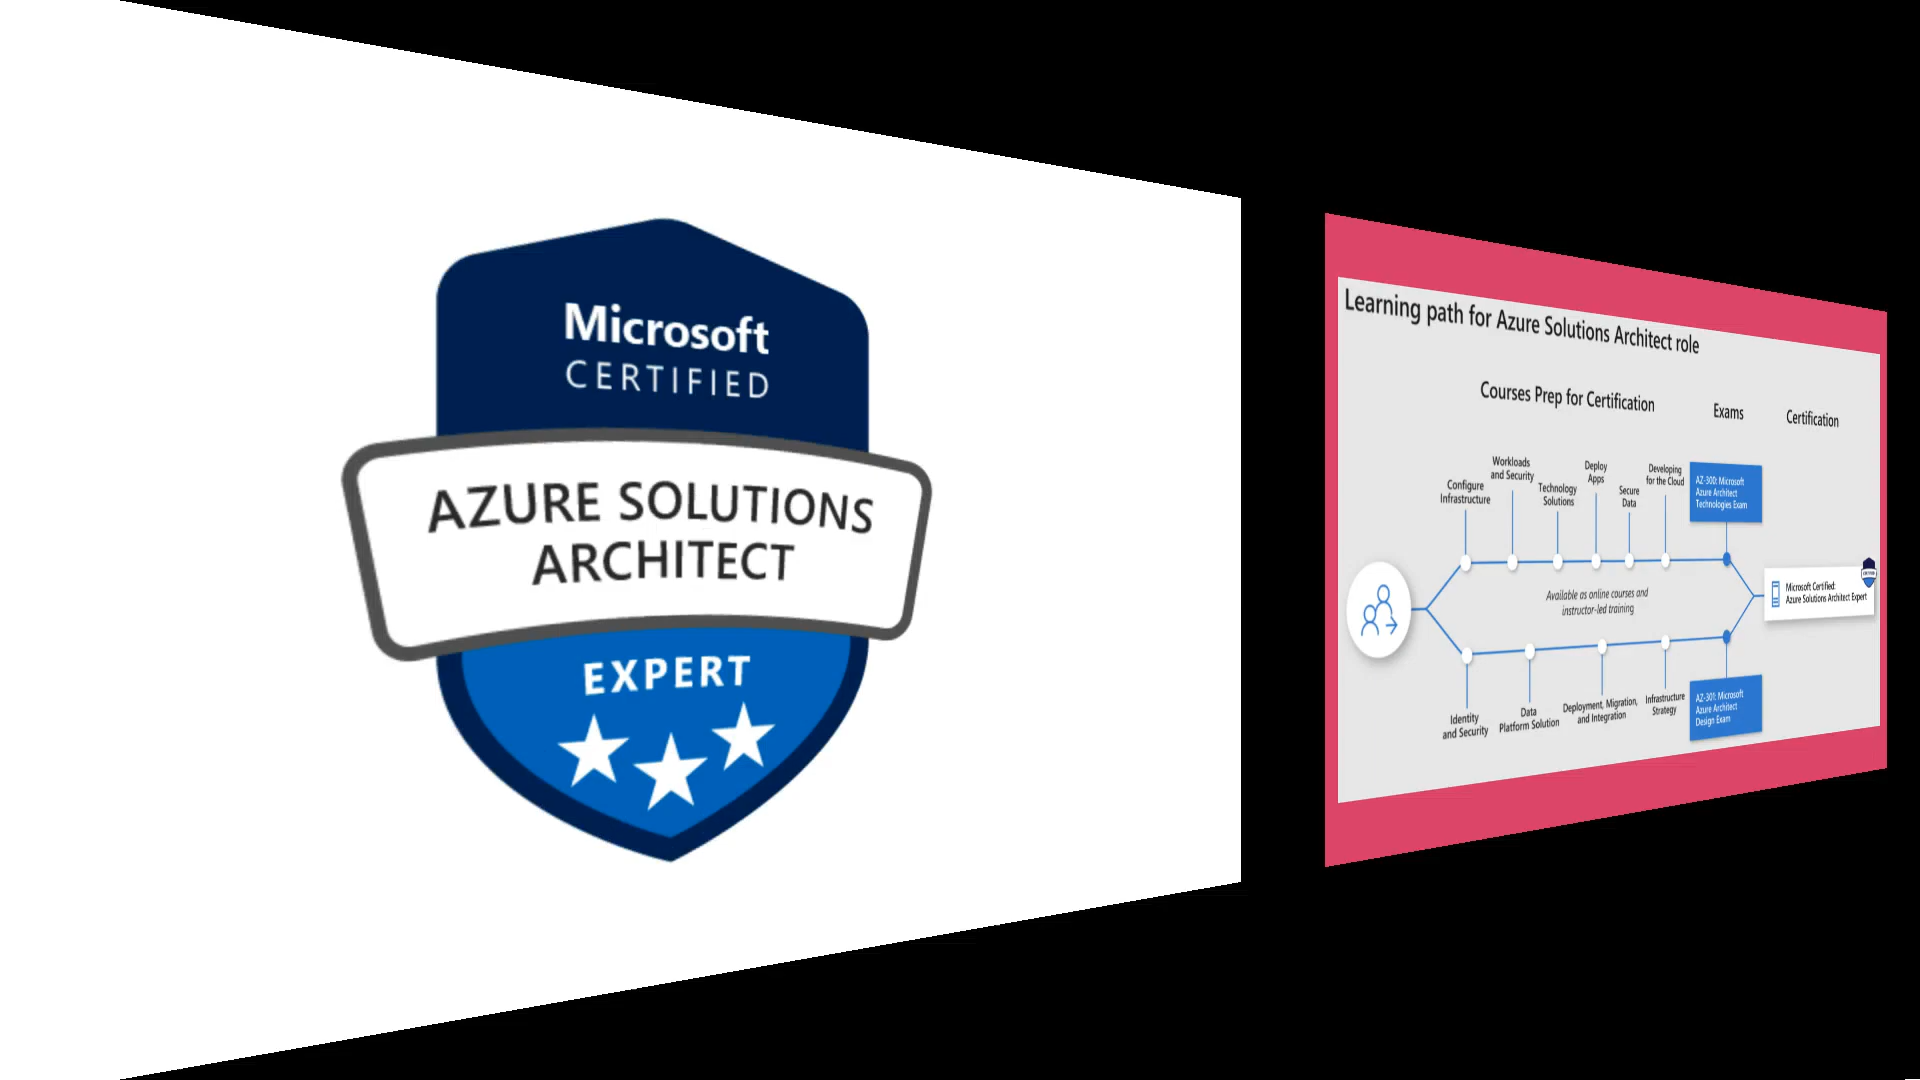 Microsoft
CERTIFIED
AZURE SOLUTIONS
ARCHITECT
EXPERT
Learning path for Azure Solutions Architect role
Courses Prep for Certification
Exams
Certification
Configure
Infrastructure
Workloads
and Security
Technology
Solutions
Deploy
Apps
Secure
Data
Developing
for the Cloud
AZ-300: Microsoft
Azure Architect
Technologies Exam
Available as online courses and
instructor-led training
Microsoft Certified:
Azure Solutions Architect Expert
Identity
and Security
Data
Platform Solution
Deployment, Migration,
and Integration
Infrastructure
Strategy
AZ-301: Microsoft
Azure Architect
Design Exam